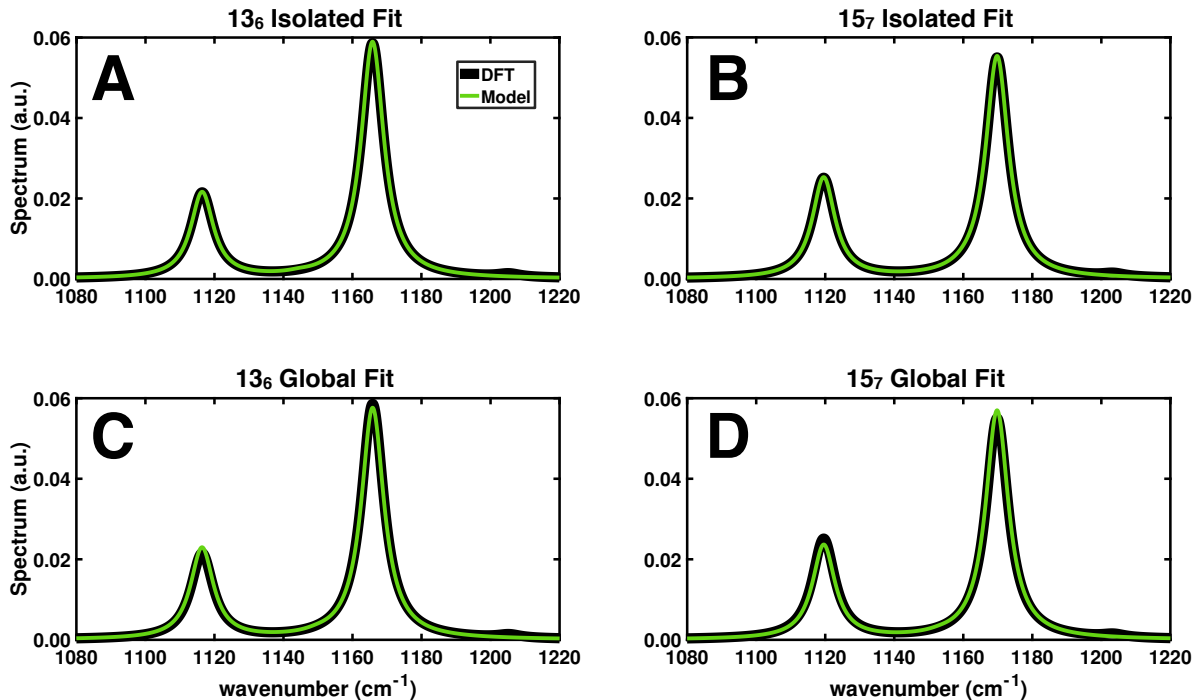 13₆ Isolated Fit
A
DFT
Model
Spectrum (a.u.)
0.06
0.04
0.02
0.00
1080 1100 1120 1140 1160 1180 1200 1220
15₇ Isolated Fit
B
0.06
0.04
0.02
0.00
1080 1100 1120 1140 1160 1180 1200 1220
13₆ Global Fit
C
Spectrum (a.u.)
0.06
0.04
0.02
0.00
1080 1100 1120 1140 1160 1180 1200 1220
wavenumber (cm⁻¹)
15₇ Global Fit
D
0.06
0.04
0.02
0.00
1080 1100 1120 1140 1160 1180 1200 1220
wavenumber (cm⁻¹)